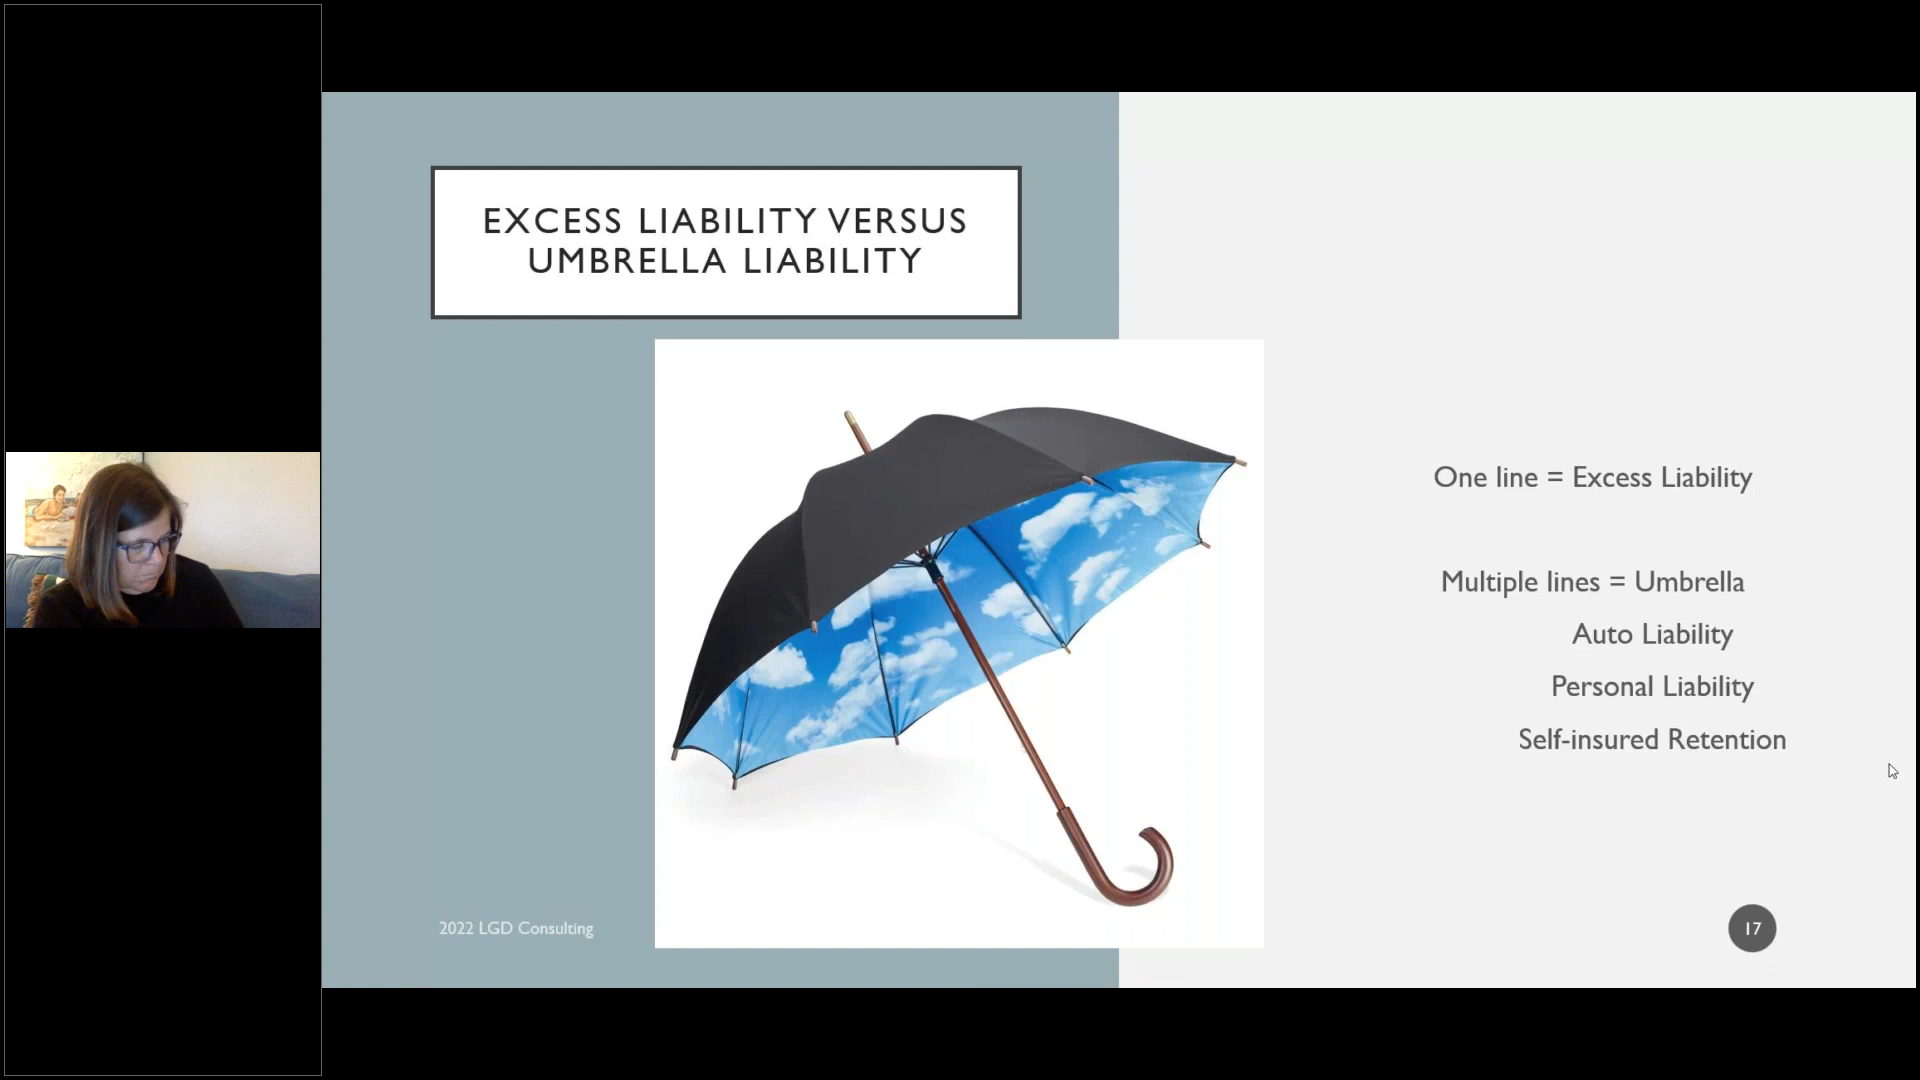 EXCESS LIABILITY VERSUS
UMBRELLA LIABILITY
One line = Excess Liability
Multiple lines = Umbrella
Auto Liability
Personal Liability
Self-insured Retention
2022 LGD Consulting
17